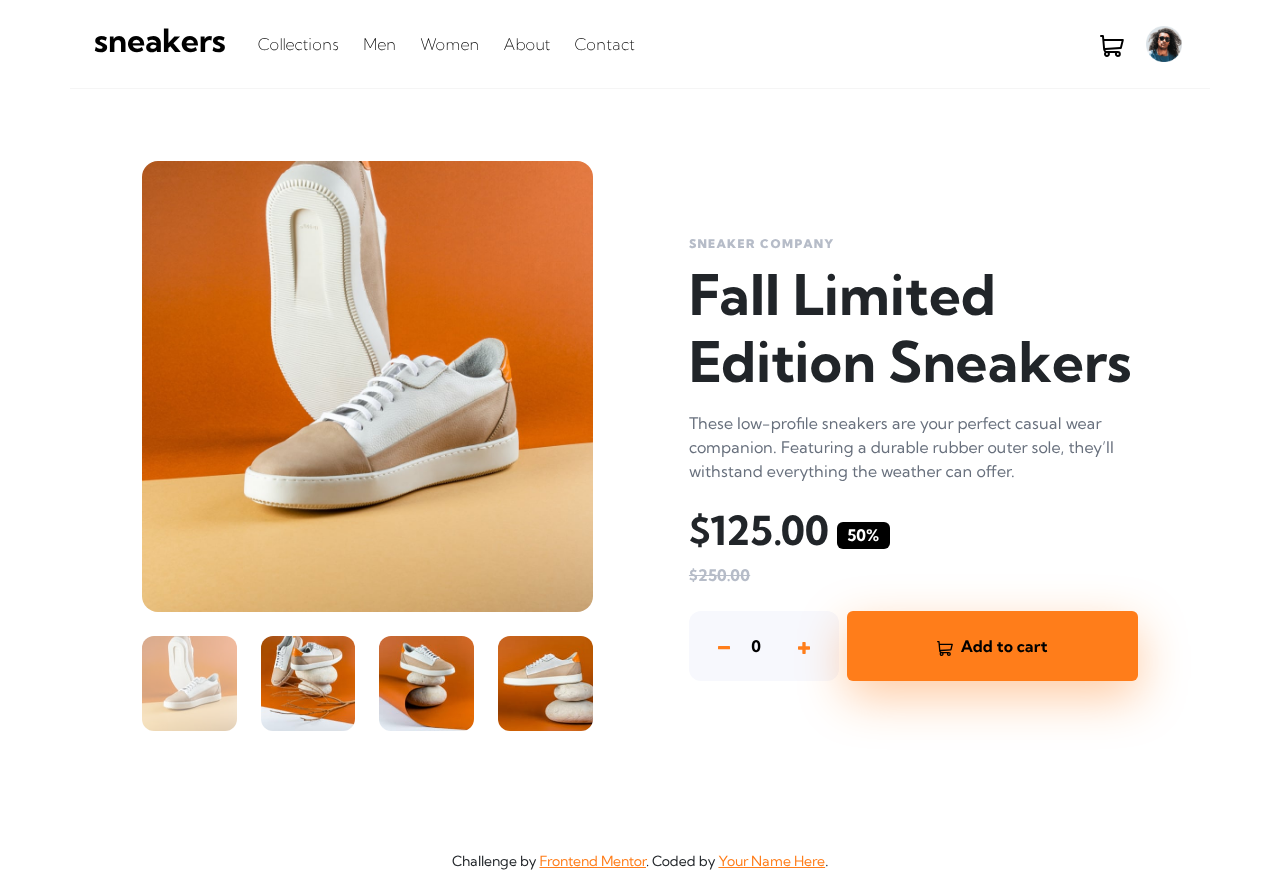 sneakers
Collections Men Women About Contact
SNEAKER COMPANY
Fall Limited
Edition Sneakers
These low-profile sneakers are your perfect casual wear
companion. Featuring a durable rubber outer sole, they’ll
withstand everything the weather can offer.
$125.00 50%
$250.00
0
Add to cart
Challenge by Frontend Mentor. Coded by Your Name Here.